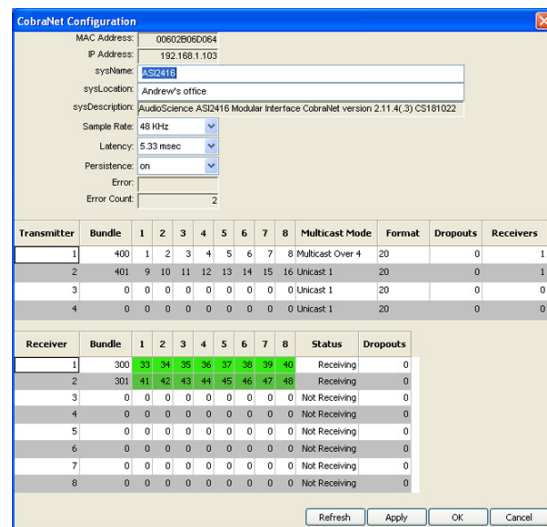 CobraNet Configuration
MAC Address: 00602B06D064
IP Address: 192.168.1.103
sysName: ASI2416
sysLocation: Andrew's office
sysDescription: AudioScience ASI2416 Modular Interface CobraNet version 2.11.4(.3) CS181022
Sample Rate: 48 KHz
Latency: 5.33 msec
Persistence: on
Error:
Error Count: 2
Transmitter Bundle 1 2 3 4 5 6 7 8 Multicast Mode Format Dropouts Receivers
1 400 1 2 3 4 5 6 7 8 Multicast Over 4 20 0 1
2 401 9 10 11 12 13 14 15 16 Unicast 1 20 0 1
3 0 0 0 0 0 0 0 0 0 Unicast 1 20 0 0
4 0 0 0 0 0 0 0 0 0 Unicast 1 20 0 0
Receiver Bundle 1 2 3 4 5 6 7 8 Status Dropouts
1 300 33 34 35 36 37 38 39 40 Receiving 0
2 301 41 42 43 44 45 46 47 48 Receiving 0
3 0 0 0 0 0 0 0 0 0 Not Receiving 0
4 0 0 0 0 0 0 0 0 0 Not Receiving 0
5 0 0 0 0 0 0 0 0 0 Not Receiving 0
6 0 0 0 0 0 0 0 0 0 Not Receiving 0
7 0 0 0 0 0 0 0 0 0 Not Receiving 0
8 0 0 0 0 0 0 0 0 0 Not Receiving 0
Refresh Apply OK Cancel